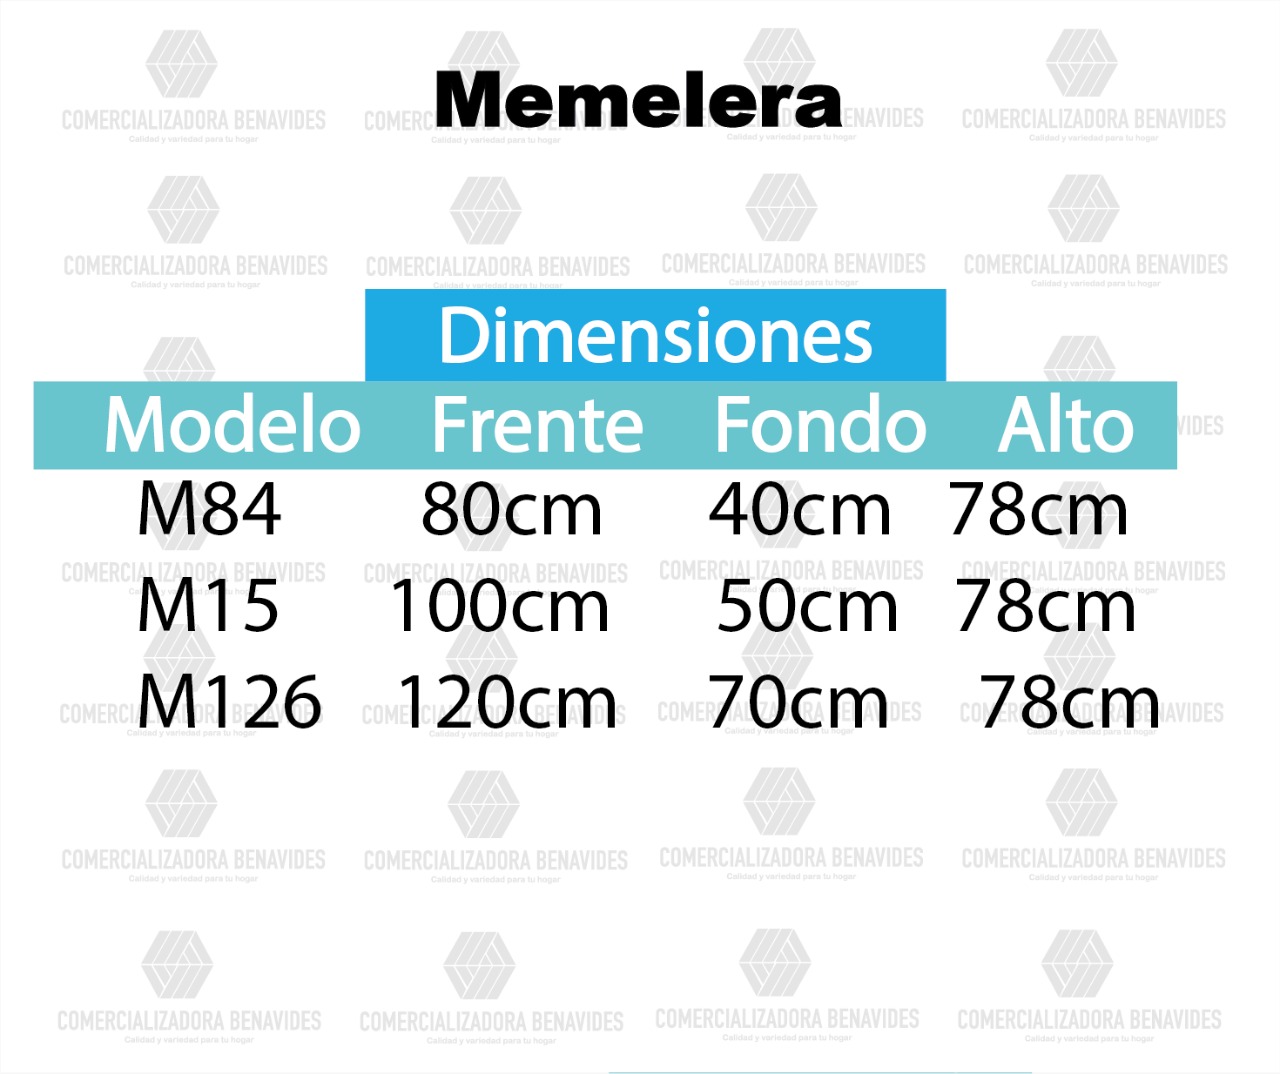 Memelera
COMERCIALIZADORA BENAVIDES
Calidad y variedad para tu hogar
Dimensiones
Modelo Frente Fondo Alto
M84 80cm 40cm 78cm
M15 100cm 50cm 78cm
M126 120cm 70cm 78cm